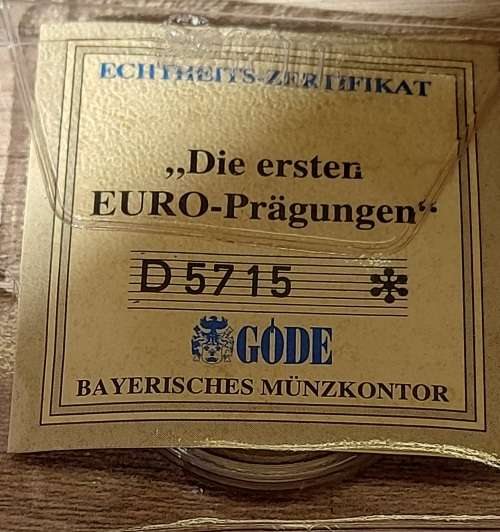 ECHTHEITS-ZERTIFIKAT
„Die ersten
EURO-Prägungen“
D 5715
GÖDE
BAYERISCHES MÜNZKONTOR